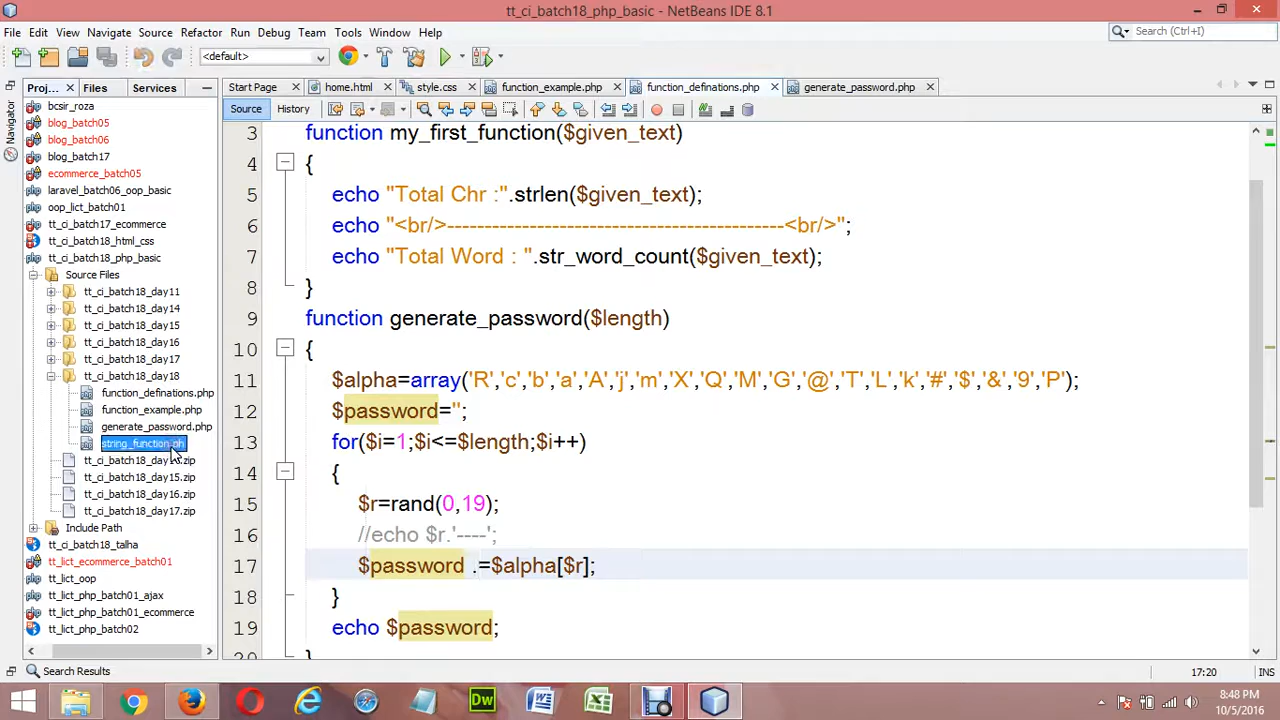 tt_ci_batch18_php_basic - NetBeans IDE 8.1
File Edit View Navigate Source Refactor Run Debug Team Tools Window Help
Search (Ctrl+I)
<default>
Proj... Files Services
Start Page home.html style.css function_example.php function_definations.php generate_password.php
Source History
Navigator
bcsir_roza
blog_batch05
blog_batch06
blog_batch17
ecommerce_batch05
laravel_batch06_oop_basic
oop_lict_batch01
tt_ci_batch17_ecommerce
tt_ci_batch18_html_css
tt_ci_batch18_php_basic
Source Files
tt_ci_batch18_day11
tt_ci_batch18_day14
tt_ci_batch18_day15
tt_ci_batch18_day16
tt_ci_batch18_day17
tt_ci_batch18_day18
function_definations.php
function_example.php
generate_password.php
string_function.ph
tt_ci_batch18_day15.zip
tt_ci_batch18_day16.zip
tt_ci_batch18_day17.zip
Include Path
tt_ci_batch18_talha
tt_lict_ecommerce_batch01
tt_lict_oop
tt_lict_php_batch01_ajax
tt_lict_php_batch01_ecommerce
tt_lict_php_batch02
3 function my_first_function($given_text)
4 {
5 echo "Total Chr :".strlen($given_text);
6 echo "<br/>-------------------------------------------<br/>";
7 echo "Total Word : ".str_word_count($given_text);
8 }
9 function generate_password($length)
10 {
11 $alpha=array('R','c','b','a','A','j','m','X','Q','M','G','@','T','L','k','#','$','&','9','P');
12 $password='';
13 for($i=1;$i<=$length;$i++)
14 {
15 $r=rand(0,19);
16 //echo $r.'----';
17 $password .=$alpha[$r];
18 }
19 echo $password;
Search Results
17:20 INS
8:48 PM
10/5/2016